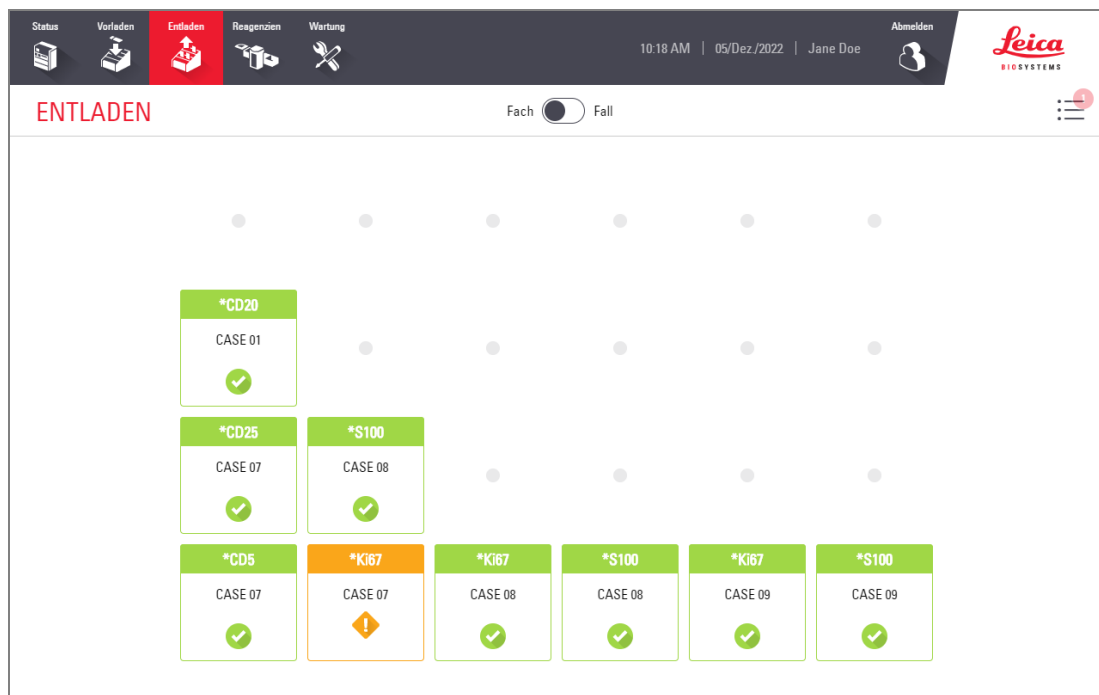 Status Vorladen Entladen Reagenzien Wartung Abmelden
10:18 AM | 05/Dez./2022 | Jane Doe
Leica
BIOSYSTEMS
ENTLADEN Fach Fall 1
*CD20
CASE 01
*CD25 *S100
CASE 07 CASE 08
*CD5 *Ki67 *Ki67 *S100 *Ki67 *S100
CASE 07 CASE 07 CASE 08 CASE 08 CASE 09 CASE 09